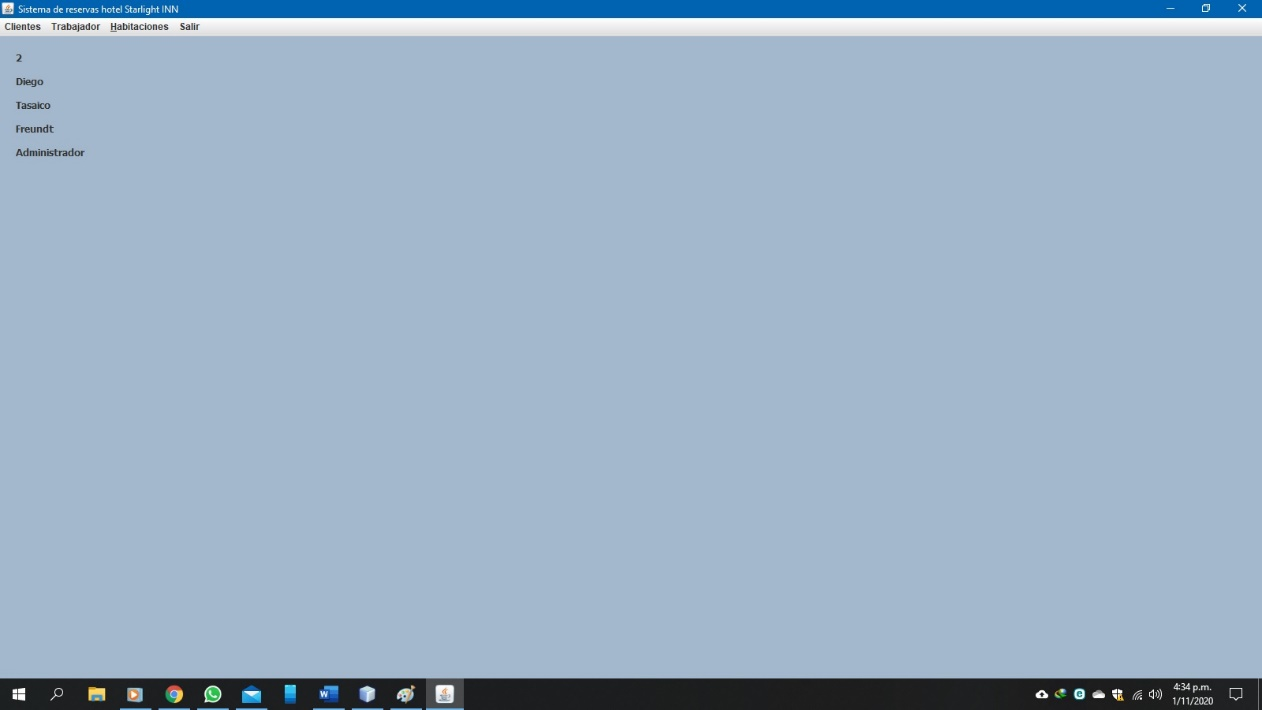 Sistema de reservas hotel Starlight INN
Clientes Trabajador Habitaciones Salir
2
Diego
Tasaico
Freundt
Administrador
4:34 p.m.
1/11/2020